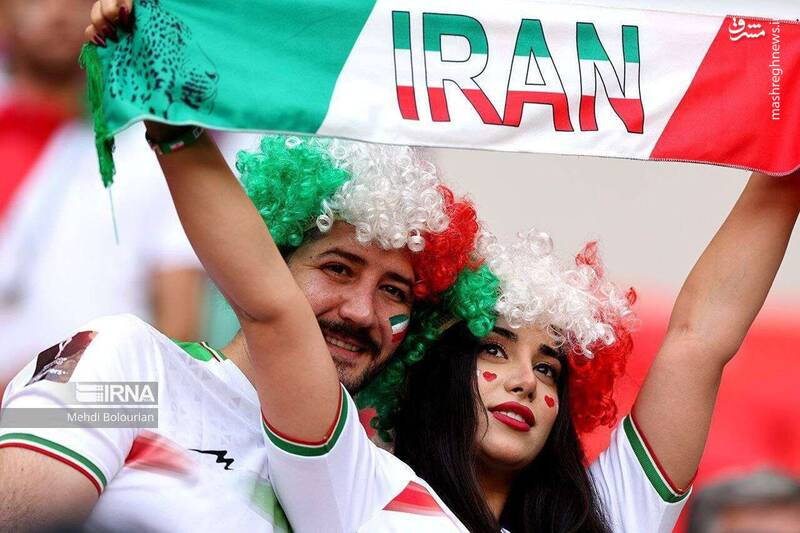 IRAN
مشرق
mashreghnews.ir
IRNA
Mehdi Bolourian